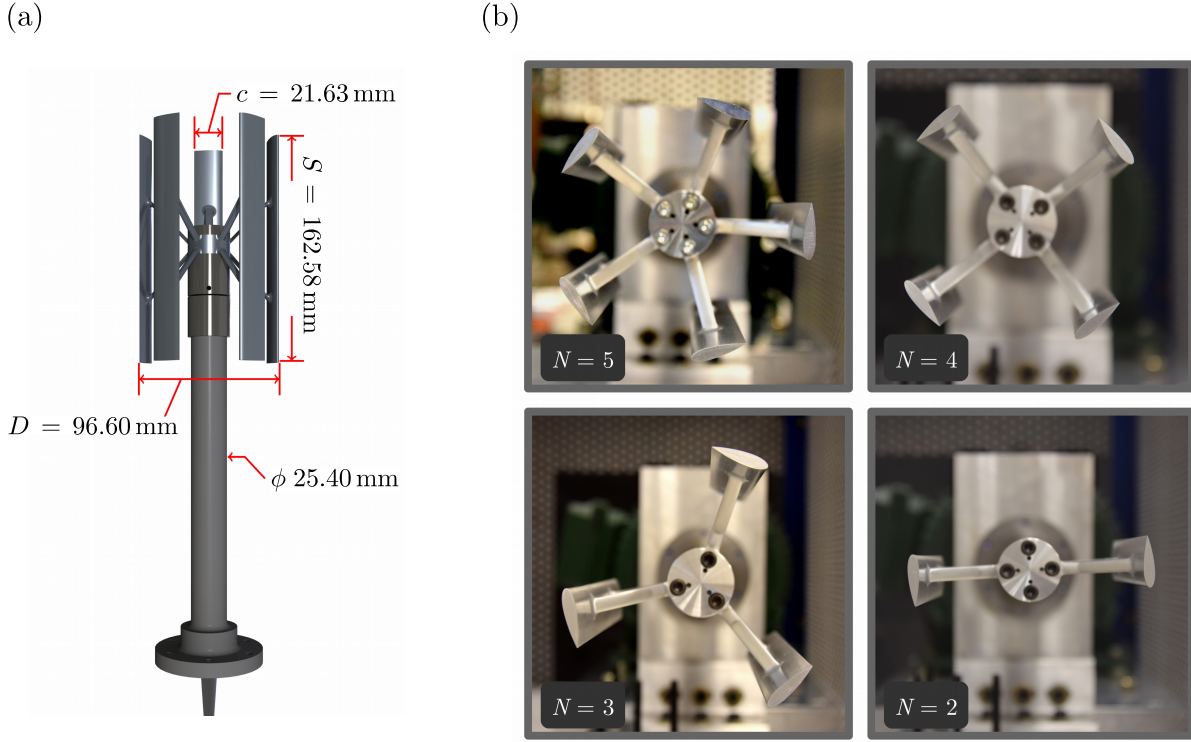 (a)
(b)
c = 21.63 mm
S = 162.58 mm
D = 96.60 mm
ϕ 25.40 mm
N = 5
N = 4
N = 3
N = 2